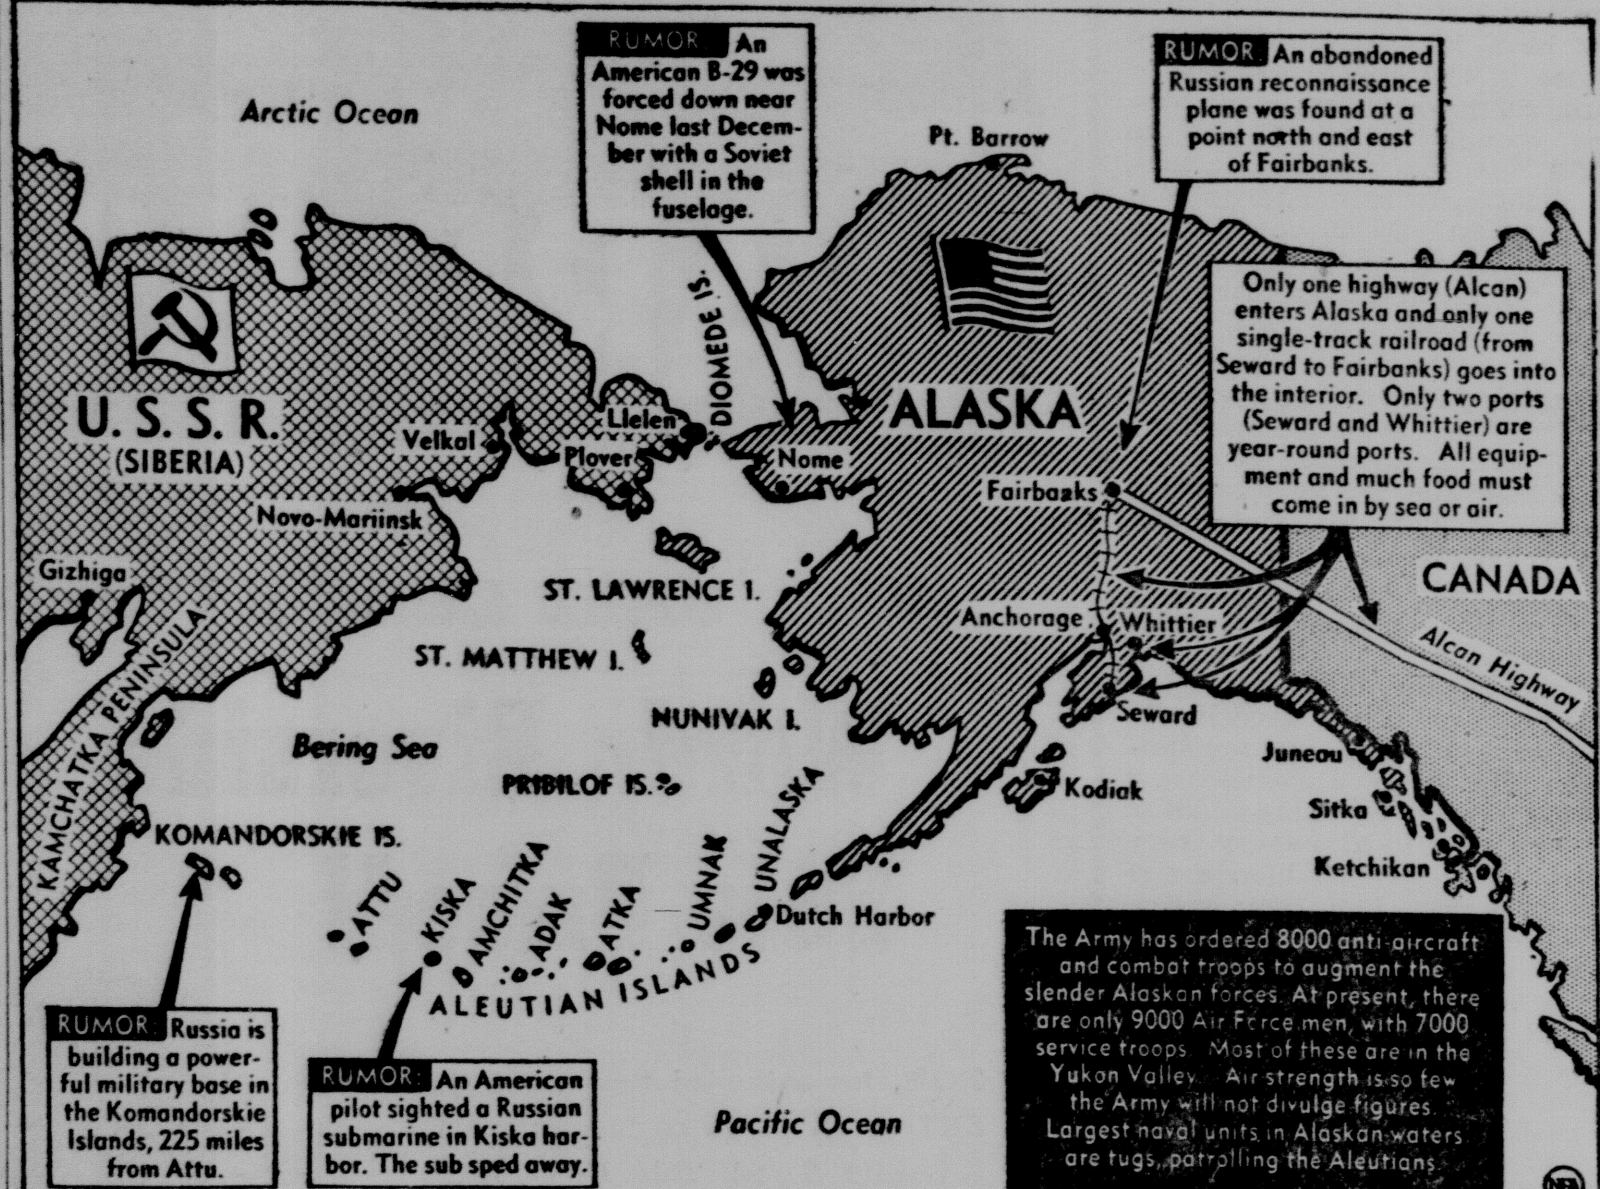 RUMOR: An
American B-29 was
forced down near
Nome last Decem-
ber with a Soviet
shell in the
fuselage.
RUMOR: An abandoned
Russian reconnaissance
plane was found at a
point north and east
of Fairbanks.
Arctic Ocean
Pt. Barrow
Only one highway (Alcan)
enters Alaska and only one
single-track railroad (from
Seward to Fairbanks) goes into
the interior. Only two ports
(Seward and Whittier) are
year-round ports. All equip-
ment and much food must
come in by sea or air.
DIOMEDE IS.
U. S. S. R.
(SIBERIA)
ALASKA
Velkal
Llelen
Plover
Nome
Fairbanks
Novo-Mariinsk
Gizhiga
ST. LAWRENCE I.
CANADA
Anchorage
Whittier
Alcan Highway
ST. MATTHEW I.
KAMCHATKA PENINSULA
NUNIVAK I.
Seward
Bering Sea
Juneau
PRIBILOF IS.
Kodiak
Sitka
KOMANDORSKIE IS.
Ketchikan
ATTU
KISKA
AMCHITKA
ADAK
ATKA
UMNAK
UNALASKA
Dutch Harbor
ALEUTIAN ISLANDS
The Army has ordered 8000 anti-aircraft
and combat troops to augment the
slender Alaskan forces. At present, there
are only 9000 Air Force men, with 7000
service troops. Most of these are in the
Yukon Valley. Air strength is so few
the Army will not divulge figures.
Largest naval units in Alaskan waters
are tugs, patrolling the Aleutians.
RUMOR: Russia is
building a power-
ful military base in
the Komandorskie
Islands, 225 miles
from Attu.
RUMOR: An American
pilot sighted a Russian
submarine in Kiska har-
bor. The sub sped away.
Pacific Ocean
NEA